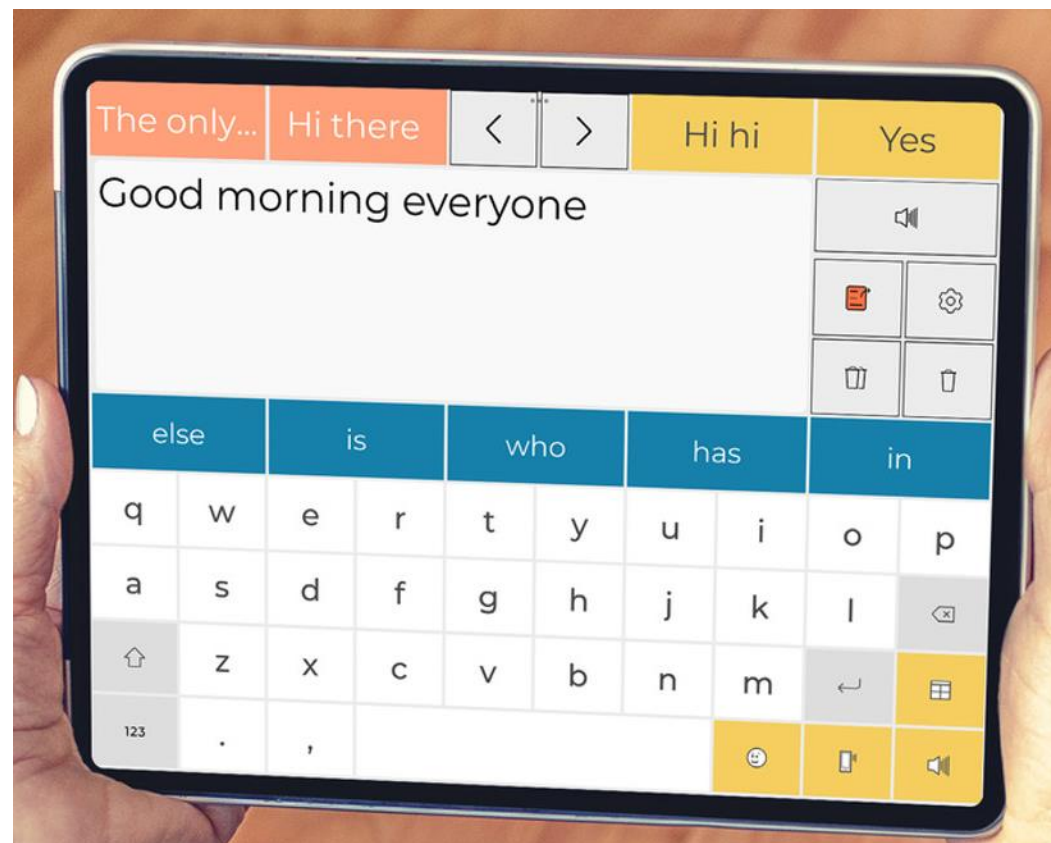 The only... Hi there Hi hi Yes
Good morning everyone
else is who has in
q w e r t y u i o p
a s d f g h j k l
z x c v b n m
123 . ,